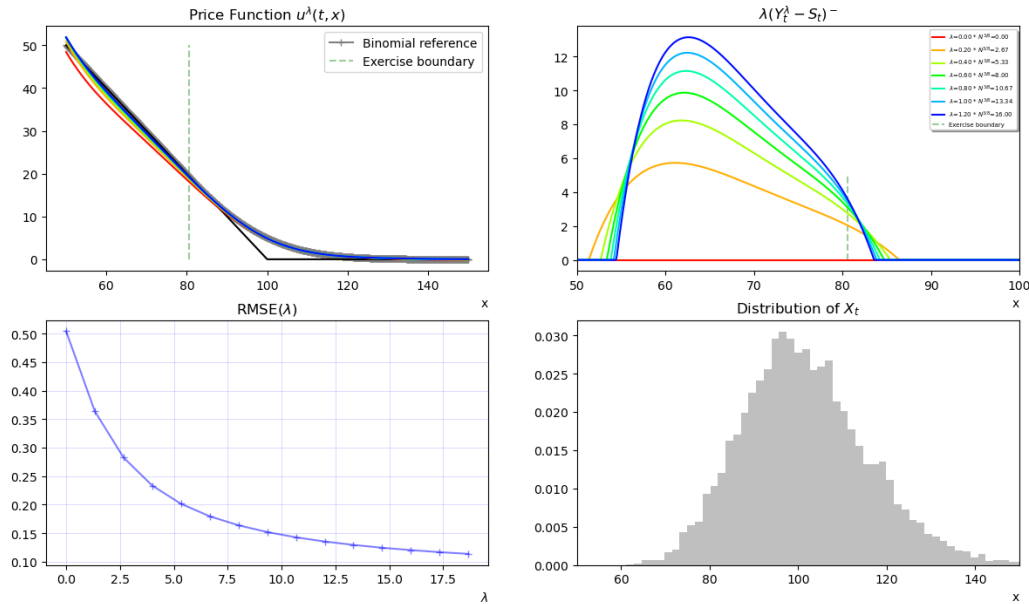 Price Function u^λ(t, x)
50
40
30
20
10
0
Binomial reference
Exercise boundary
60
80
100
120
140
x
λ(Y_t^λ − S_t)^−
12
10
8
6
4
2
0
λ=0.00 * N^{3/8}=0.00
λ=0.20 * N^{3/8}=2.67
λ=0.40 * N^{3/8}=5.33
λ=0.60 * N^{3/8}=8.00
λ=0.80 * N^{3/8}=10.67
λ=1.00 * N^{3/8}=13.34
λ=1.20 * N^{3/8}=16.00
Exercise boundary
50
60
70
80
90
100
x
RMSE(λ)
0.50
0.45
0.40
0.35
0.30
0.25
0.20
0.15
0.10
0.0
2.5
5.0
7.5
10.0
12.5
15.0
17.5
λ
Distribution of X_t
0.030
0.025
0.020
0.015
0.010
0.005
0.000
60
80
100
120
140
x